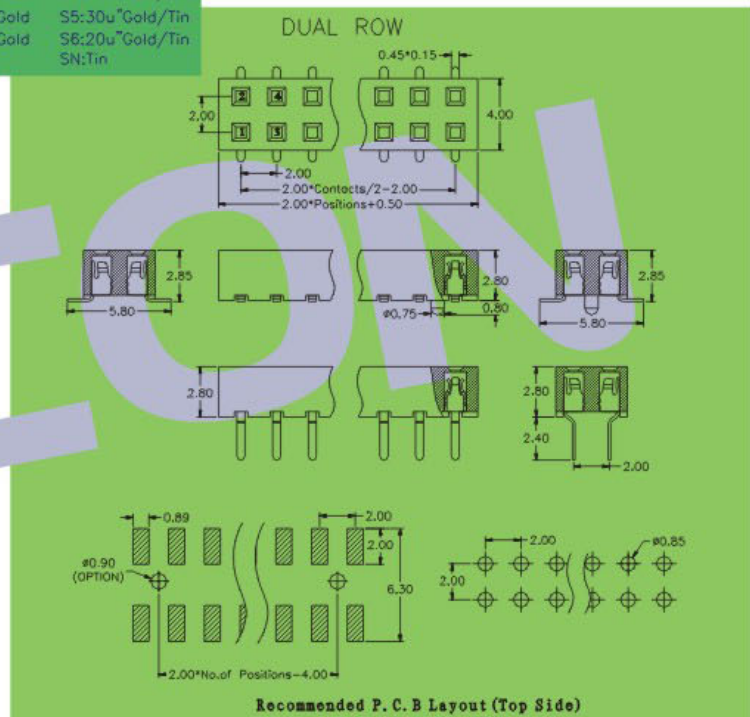 Gold S5:30u"Gold/Tin
Gold S6:20u"Gold/Tin
SN:Tin
DUAL ROW
0.45*0.15
2 4
1 3
2.00
4.00
2.00
2.00*Contacts/2-2.00
2.00*Positions+0.50
2.85
5.80
2.80
0.80
ø0.75
2.85
5.80
2.80
2.80
2.40
2.00
0.89
2.00
2.00
ø0.90
(OPTION)
6.30
2.00*No.of Positions-4.00
2.00
ø0.85
2.00
Recommended P.C.B Layout(Top Side)